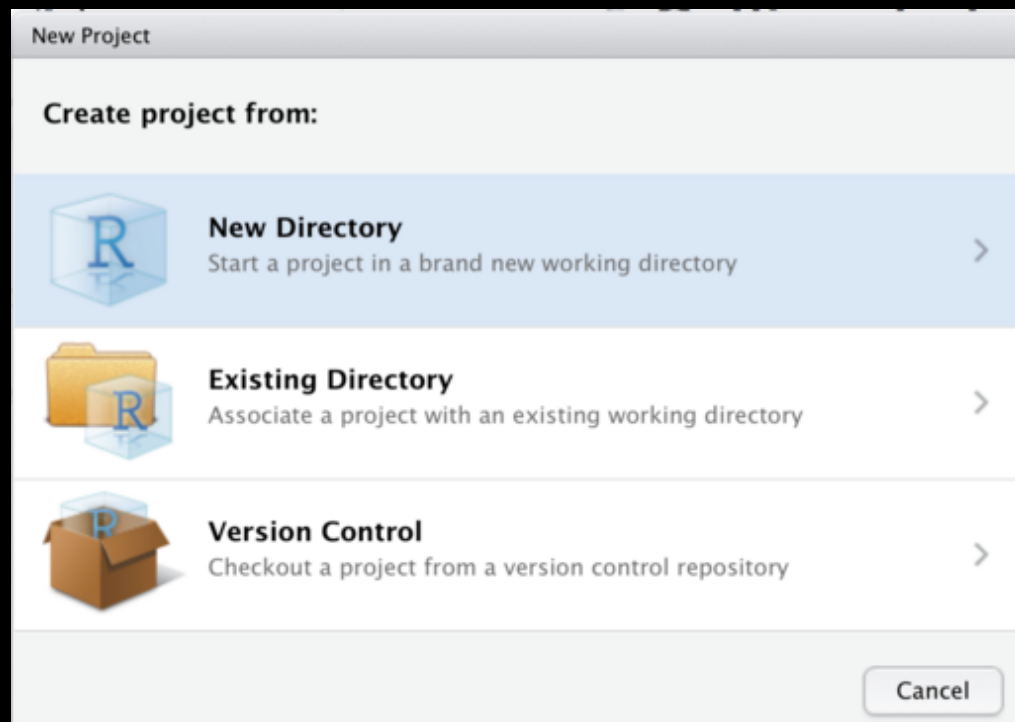 New Project
Create project from:
R
New Directory
Start a project in a brand new working directory
R
Existing Directory
Associate a project with an existing working directory
R
Version Control
Checkout a project from a version control repository
Cancel